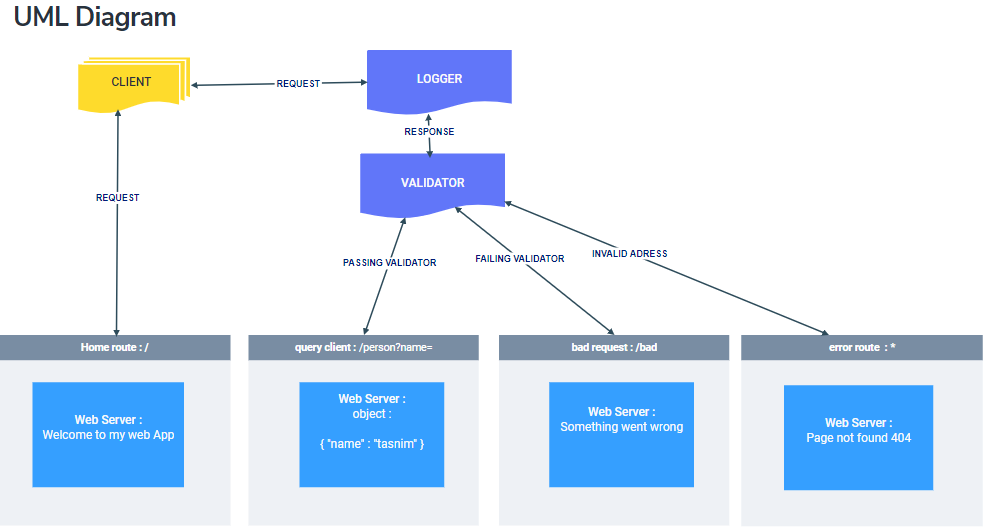 UML Diagram
CLIENT
REQUEST
LOGGER
RESPONSE
VALIDATOR
REQUEST
PASSING VALIDATOR
FAILING VALIDATOR
INVALID ADRESS
Home route : /
query client : /person?name=
bad request : /bad
error route : *
Web Server :
Welcome to my web App
Web Server :
object :
{ "name" : "tasnim" }
Web Server :
Something went wrong
Web Server :
Page not found 404